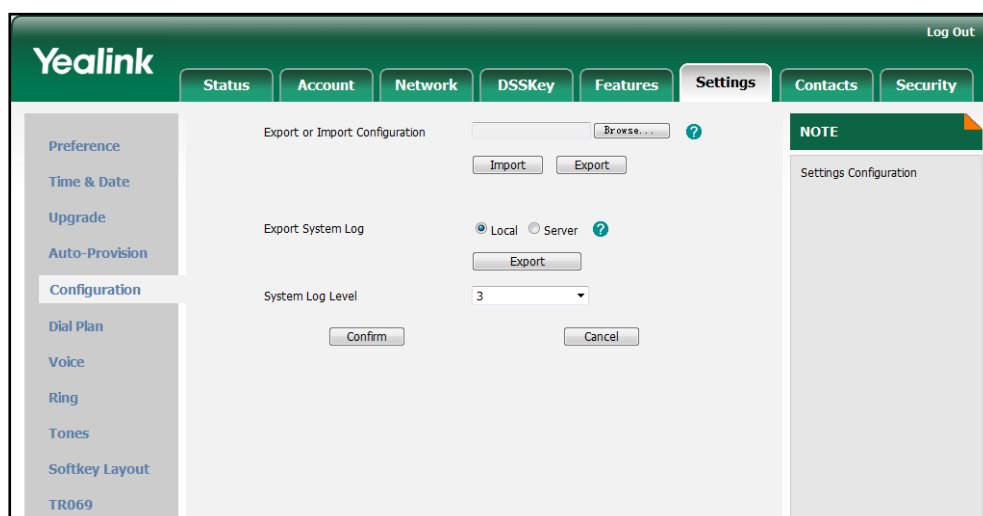 Log Out
Yealink
Status Account Network DSSKey Features Settings Contacts Security
Preference
Time & Date
Upgrade
Auto-Provision
Configuration
Dial Plan
Voice
Ring
Tones
Softkey Layout
TR069
Export or Import Configuration Browse... ?
Import Export
Export System Log Local Server ?
Export
System Log Level 3
Confirm Cancel
NOTE
Settings Configuration